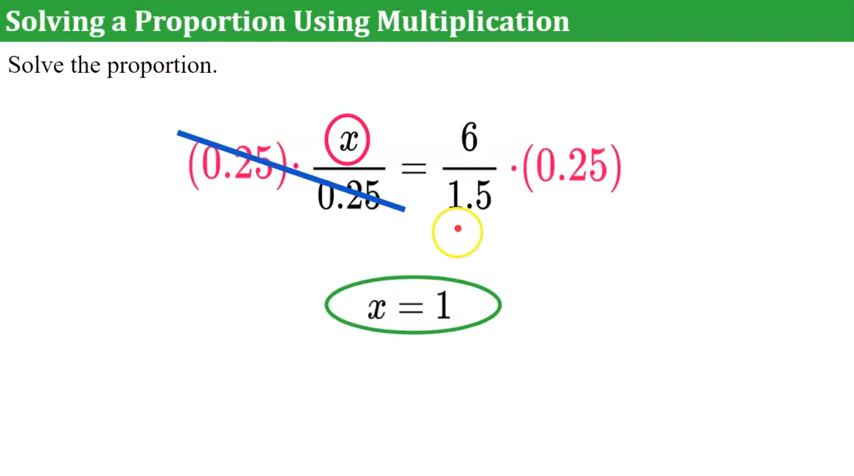 Solving a Proportion Using Multiplication
Solve the proportion.
(0.25) · x/0.25 = 6/1.5 · (0.25)
x = 1